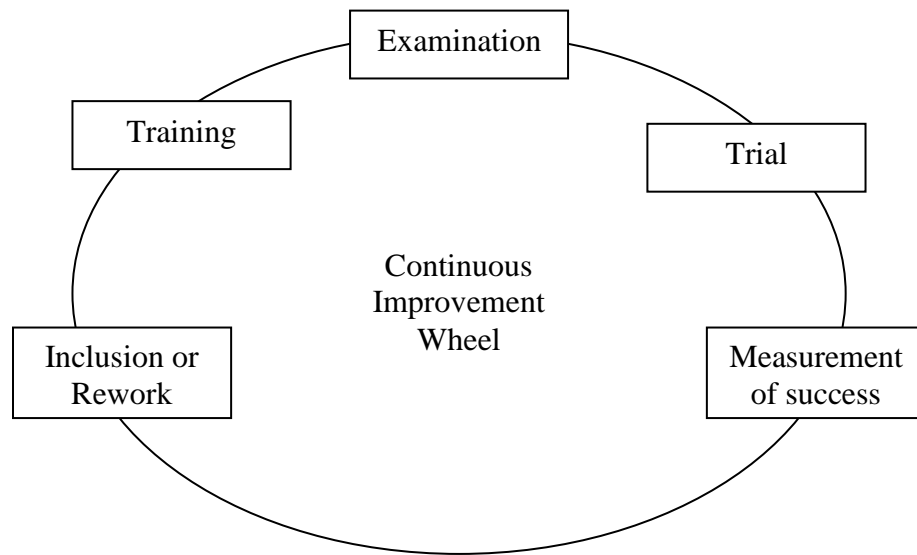 Examination
Training
Trial
Continuous
Improvement
Wheel
Inclusion or
Rework
Measurement
of success